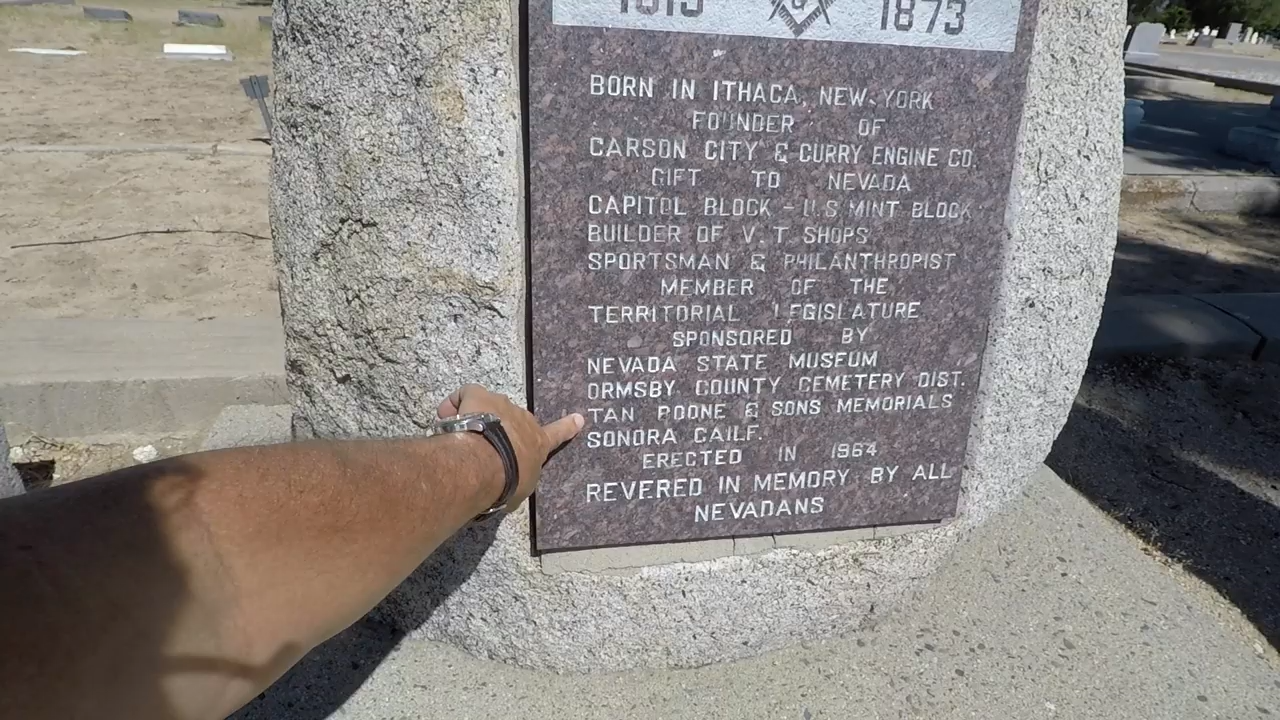 1873
BORN IN ITHACA, NEW-YORK
FOUNDER OF
CARSON CITY & CURRY ENGINE CO.
GIFT TO NEVADA
CAPITOL BLOCK - U.S MINT BLOCK
BUILDER OF V. T. SHOPS
SPORTSMAN & PHILANTHROPIST
MEMBER OF THE
TERRITORIAL LEGISLATURE
SPONSORED BY
NEVADA STATE MUSEUM
ORMSBY COUNTY CEMETERY DIST.
TAN BOONE & SONS MEMORIALS
SONORA CAILF.
ERECTED IN 1964
REVERED IN MEMORY BY ALL
NEVADANS